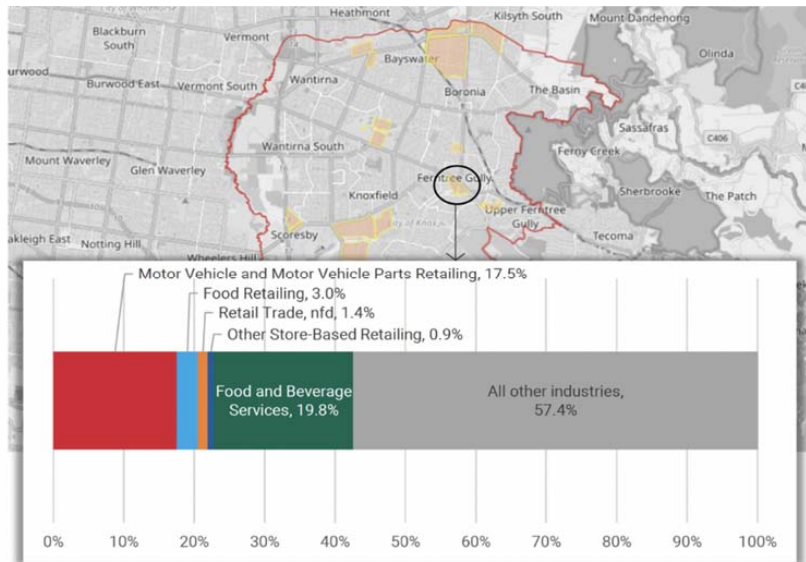 Heathmont
Kilsyth South
Mount Dandenong
Blackburn
South
Vermont
Bayswater
Olinda
Burwood East
Vermont South
Wantirna
Boronia
The Basin
Wantirna South
Sassafras
C406
Mount Waverley
Glen Waverley
Ferntree Gully
Ferny Creek
Knoxfield
Sherbrooke
The Patch
Notting Hill
Scoresby
Upper Ferntree
Gully
Tecoma
Wheelers Hill
Motor Vehicle and Motor Vehicle Parts Retailing, 17.5%
Food Retailing, 3.0%
Retail Trade, nfd, 1.4%
Other Store-Based Retailing, 0.9%
Food and Beverage
Services, 19.8%
All other industries,
57.4%
0% 10% 20% 30% 40% 50% 60% 70% 80% 90% 100%